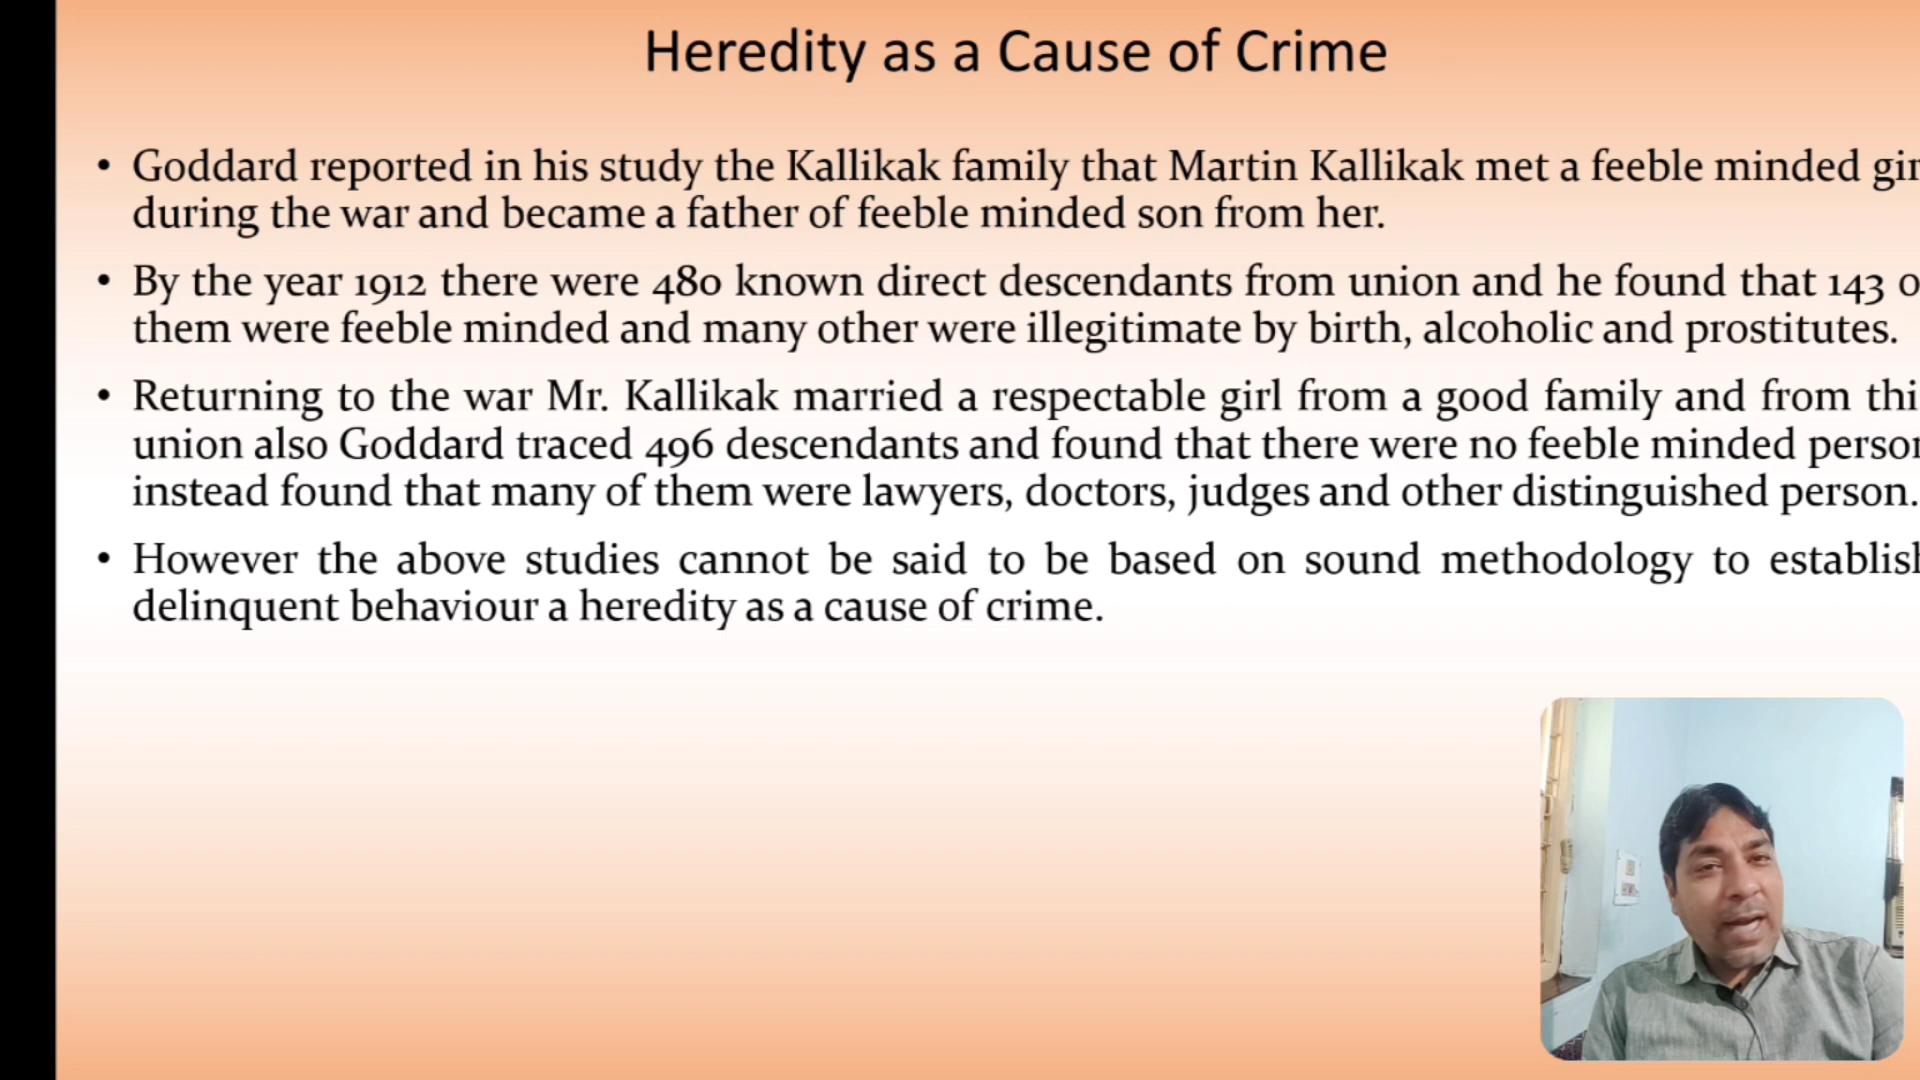 Heredity as a Cause of Crime
• Goddard reported in his study the Kallikak family that Martin Kallikak met a feeble minded
during the war and became a father of feeble minded son from her.
• By the year 1912 there were 480 known direct descendants from union and he found that 143
them were feeble minded and many other were illegitimate by birth, alcoholic and prostitutes.
• Returning to the war Mr. Kallikak married a respectable girl from a good family and from
union also Goddard traced 496 descendants and found that there were no feeble minded
instead found that many of them were lawyers, doctors, judges and other distinguished person.
• However the above studies cannot be said to be based on sound methodology to
delinquent behaviour a heredity as a cause of crime.